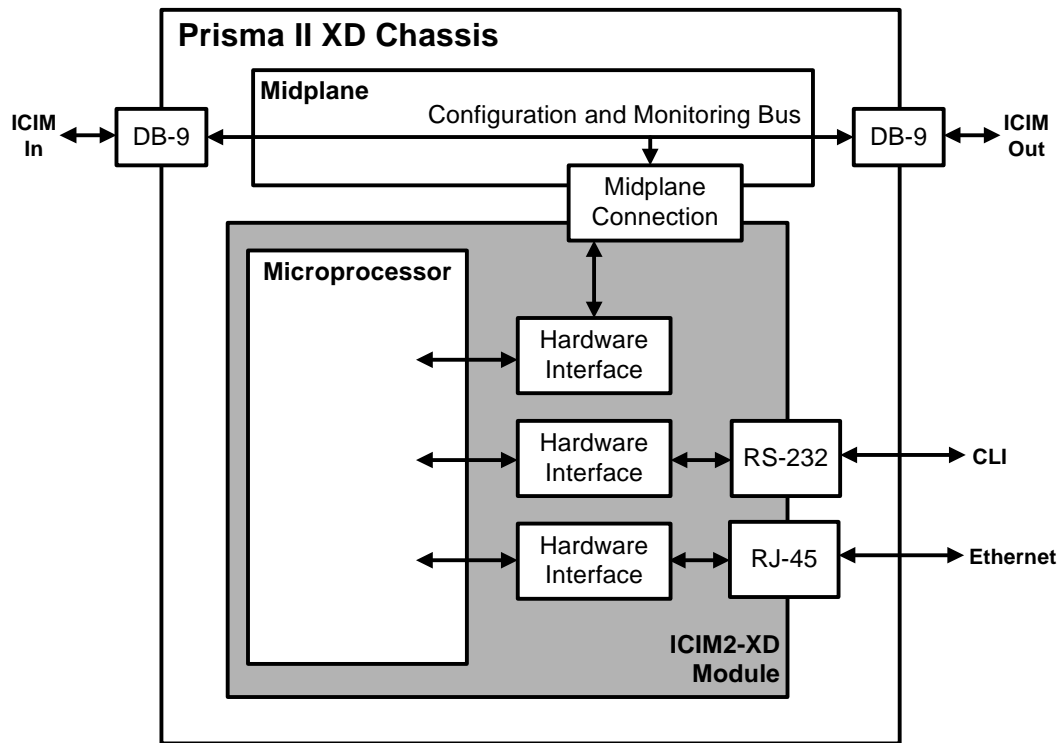 Prisma II XD Chassis
Midplane
Configuration and Monitoring Bus
ICIM
In
DB-9
DB-9
ICIM
Out
Midplane
Connection
Microprocessor
Hardware
Interface
Hardware
Interface
RS-232
CLI
Hardware
Interface
RJ-45
Ethernet
ICIM2-XD
Module